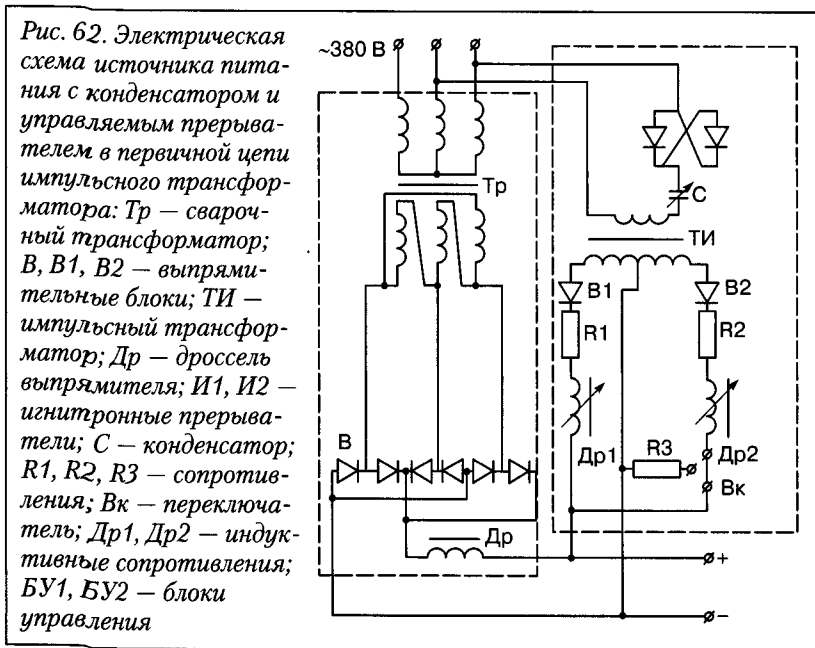 Рис. 62. Электрическая
схема источника пита-
ния с конденсатором и
управляемым прерыва-
телем в первичной цепи
импульсного трансфор-
матора: Тр — свароч-
ный трансформатор;
В, В1, В2 — выпрями-
тельные блоки; ТИ —
импульсный трансфор-
матор; Др — дроссель
выпрямителя; И1, И2 —
игнитронные прерыва-
тели; С — конденсатор;
R1, R2, R3 — сопротив-
ления; Вк — переключа-
тель; Др1, Др2 — индук-
тивные сопротивления;
БУ1, БУ2 — блоки
управления
~380 В
Тр
С
ТИ
В1
В2
R1
R2
Др1
R3
Др2
Вк
В
Др
+
−